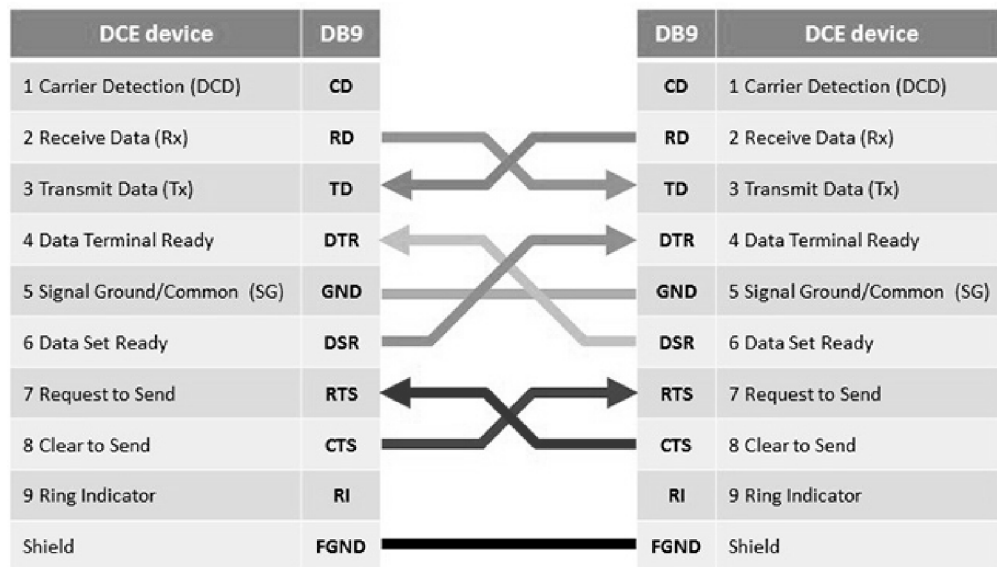 DCE device DB9 DB9 DCE device
1 Carrier Detection (DCD) CD CD 1 Carrier Detection (DCD)
2 Receive Data (Rx) RD RD 2 Receive Data (Rx)
3 Transmit Data (Tx) TD TD 3 Transmit Data (Tx)
4 Data Terminal Ready DTR DTR 4 Data Terminal Ready
5 Signal Ground/Common (SG) GND GND 5 Signal Ground/Common (SG)
6 Data Set Ready DSR DSR 6 Data Set Ready
7 Request to Send RTS RTS 7 Request to Send
8 Clear to Send CTS CTS 8 Clear to Send
9 Ring Indicator RI RI 9 Ring Indicator
Shield FGND FGND Shield